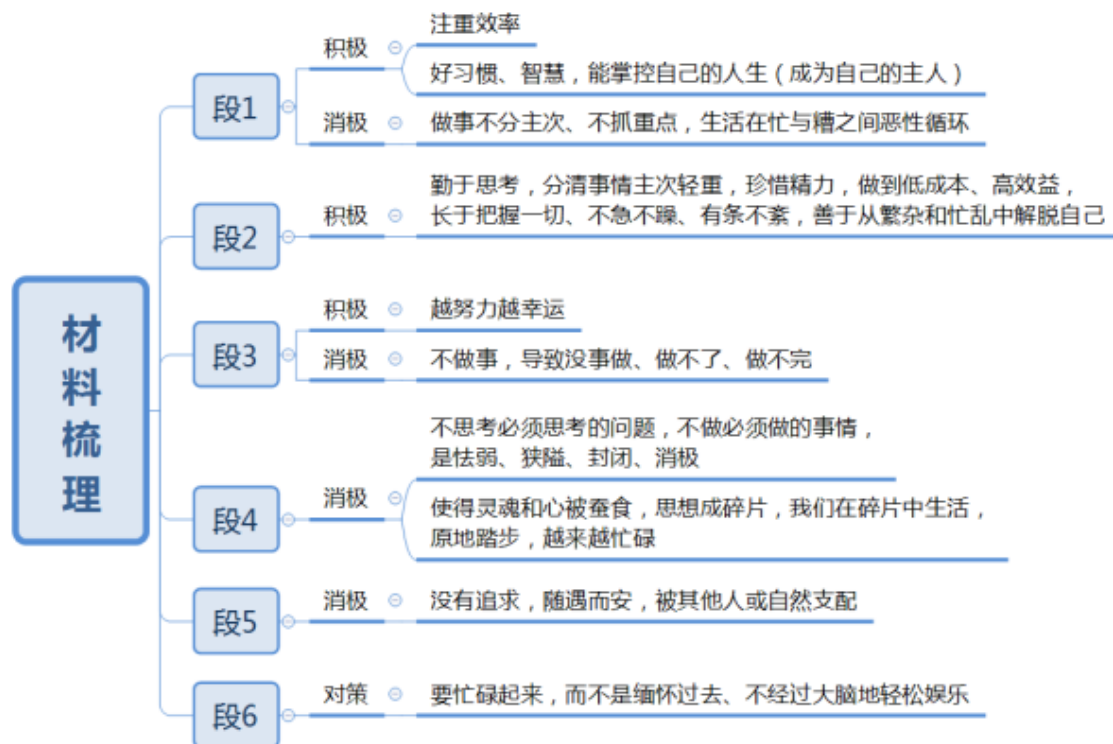 材料梳理
段1
积极
注重效率
好习惯、智慧，能掌控自己的人生（成为自己的主人）
消极
做事不分主次、不抓重点，生活在忙与糟之间恶性循环
段2
积极
勤于思考，分清事情主次轻重，珍惜精力，做到低成本、高效益，
长于把握一切、不急不躁、有条不紊，善于从繁杂和忙乱中解脱自己
段3
积极
越努力越幸运
消极
不做事，导致没事做、做不了、做不完
段4
消极
不思考必须思考的问题，不做必须做的事情，
是怯弱、狭隘、封闭、消极
使得灵魂和心被蚕食，思想成碎片，我们在碎片中生活，
原地踏步，越来越忙碌
段5
消极
没有追求，随遇而安，被其他人或自然支配
段6
对策
要忙碌起来，而不是缅怀过去、不经过大脑地轻松娱乐